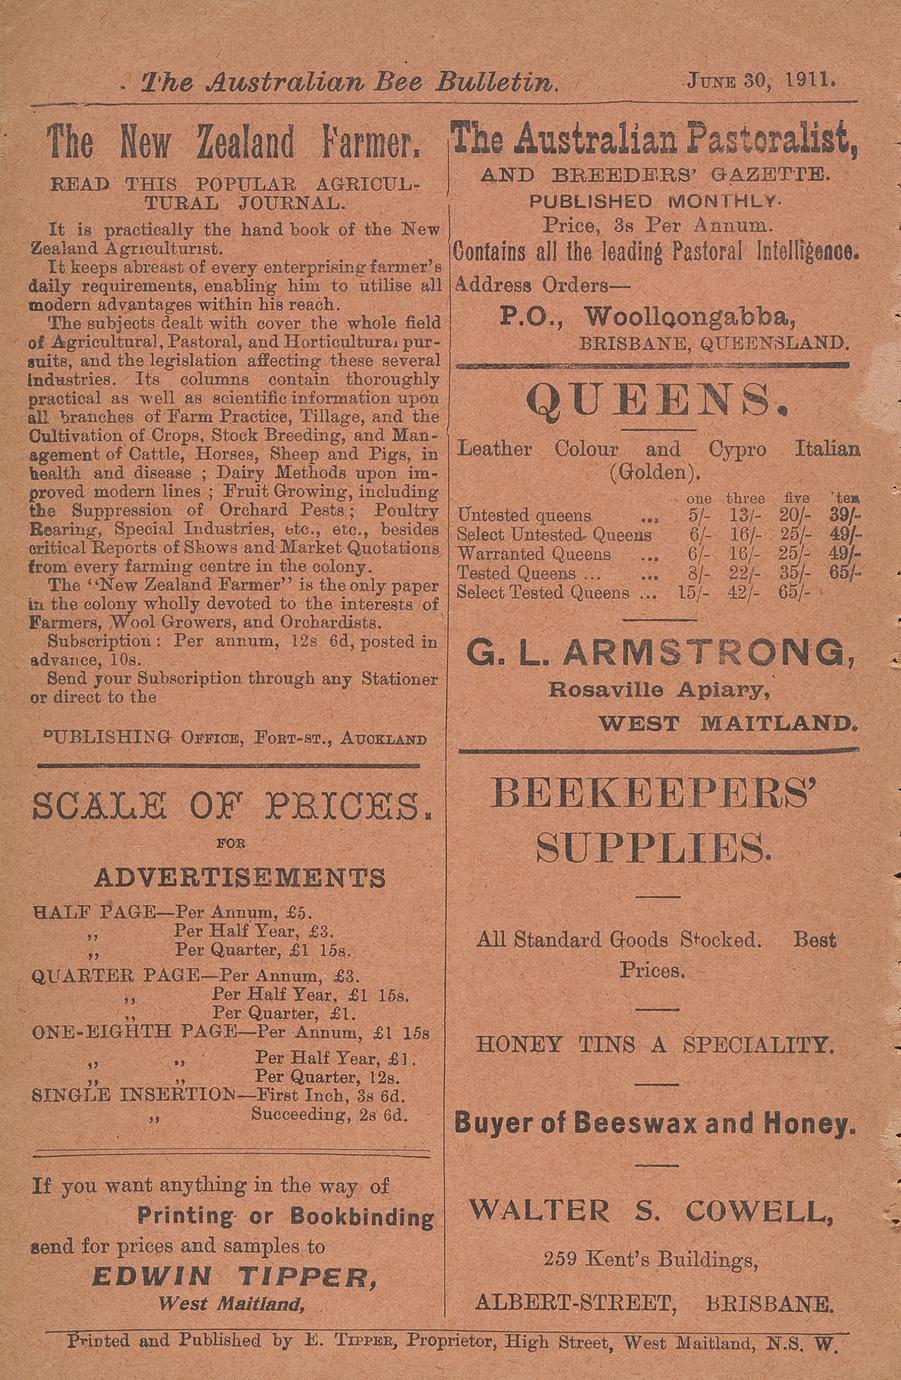 The Australian Bee Bulletin. JUNE 30, 1911.
The New Zealand Farmer.
READ THIS POPULAR AGRICUL-
TURAL JOURNAL.
It is practically the hand book of the New
Zealand Agriculturist.
It keeps abreast of every enterprising farmer's
daily requirements, enabling him to utilise all
modern advantages within his reach.
The subjects dealt with cover the whole field
of Agricultural, Pastoral, and Horticultural pur-
suits, and the legislation affecting these several
industries. Its columns contain thoroughly
practical as well as scientific information upon
all branches of Farm Practice, Tillage, and the
Cultivation of Crops, Stock Breeding, and Man-
agement of Cattle, Horses, Sheep and Pigs, in
health and disease ; Dairy Methods upon im-
proved modern lines ; Fruit Growing, including
the Suppression of Orchard Pests ; Poultry
Rearing, Special Industries, etc., etc., besides
critical Reports of Shows and Market Quotations
from every farming centre in the colony.
The "New Zealand Farmer" is the only paper
in the colony wholly devoted to the interests of
Farmers, Wool Growers, and Orchardists.
Subscription : Per annum, 12s 6d, posted in
advance, 10s.
Send your Subscription through any Stationer
or direct to the
PUBLISHING OFFICE, FORT-ST., AUCKLAND
SCALE OF PRICES.
FOR
ADVERTISEMENTS
HALF PAGE—Per Annum, £5.
,, Per Half Year, £3.
,, Per Quarter, £1 15s.
QUARTER PAGE—Per Annum, £3.
,, Per Half Year, £1 15s.
,, Per Quarter, £1.
ONE-EIGHTH PAGE—Per Annum, £1 15s
,, ,, Per Half Year, £1.
,, ,, Per Quarter, 12s.
SINGLE INSERTION—First Inch, 3s 6d.
,, Succeeding, 2s 6d.
If you want anything in the way of
Printing or Bookbinding
send for prices and samples to
EDWIN TIPPER,
West Maitland,
The Australian Pastoralist,
AND BREEDERS' GAZETTE.
PUBLISHED MONTHLY.
Price, 3s Per Annum.
Contains all the leading Pastoral Intelligence.
Address Orders—
P.O., Woolloongabba,
BRISBANE, QUEENSLAND.
QUEENS.
Leather Colour and Cypro Italian
(Golden).
one three five ten
Untested queens ... 5/- 13/- 20/- 39/-
Select Untested Queens 6/- 16/- 25/- 49/-
Warranted Queens ... 6/- 16/- 25/- 49/-
Tested Queens ... ... 8/- 22/- 35/- 65/-
Select Tested Queens ... 15/- 42/- 65/-
G. L. ARMSTRONG,
Rosaville Apiary,
WEST MAITLAND.
BEEKEEPERS'
SUPPLIES.
All Standard Goods Stocked. Best
Prices.
HONEY TINS A SPECIALITY.
Buyer of Beeswax and Honey.
WALTER S. COWELL,
259 Kent's Buildings,
ALBERT-STREET, BRISBANE.
Printed and Published by E. TIPPER, Proprietor, High Street, West Maitland, N.S. W.